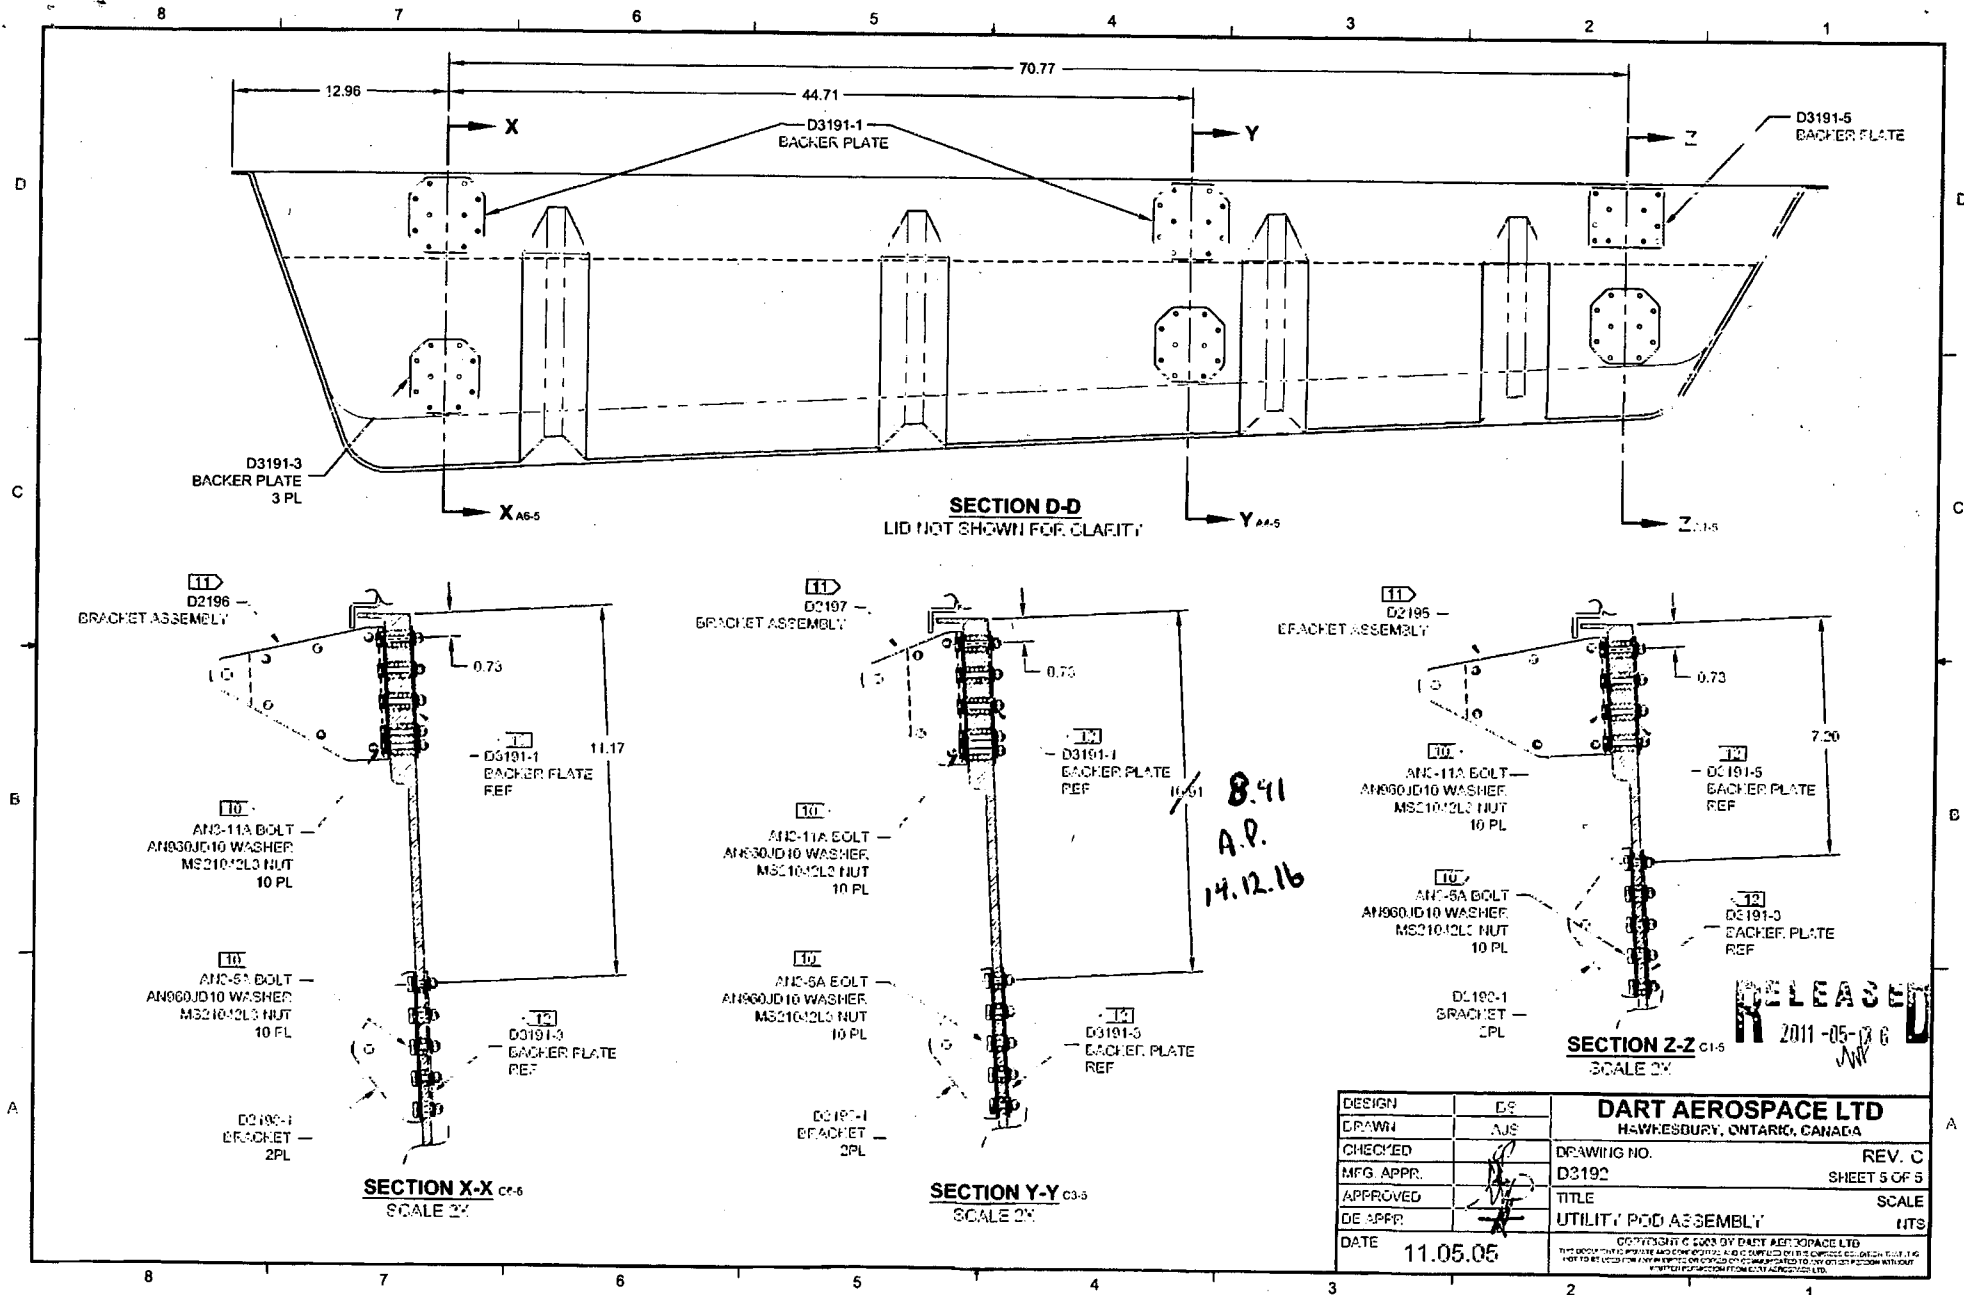 8 7 6 5 4 3 2 1
70.77
12.96
44.71
X
D3191-1
BACKER PLATE
Y
Z
D3191-5
BACKER PLATE
D
D
D3191-3
BACKER PLATE
3 PL
C
C
X A6-5
SECTION D-D
LID NOT SHOWN FOR CLARITY
Y A4-5
Z
11
D2196
BRACKET ASSEMBLY
0.73
11.17
D3191-1
BACKER PLATE
REF
10
AN3-11A BOLT
AN960JD10 WASHER
MS21042L3 NUT
10 PL
10
AN3-5A BOLT
AN960JD10 WASHER
MS21042L3 NUT
10 PL
12
D3191-3
BACKER PLATE
REF
BRACKET
2PL
SECTION X-X
SCALE 2X
11
D2197
BRACKET ASSEMBLY
0.73
12
D3191-1
BACKER PLATE
REF
8.41
A.P.
14.12.16
10
AN3-11A BOLT
AN960JD10 WASHER
MS21042L3 NUT
10 PL
10
AN3-5A BOLT
AN960JD10 WASHER
MS21042L3 NUT
10 PL
12
D3191-3
BACKER PLATE
REF
BRACKET
2PL
SECTION Y-Y C3-5
SCALE 2X
11
D2195
BRACKET ASSEMBLY
0.73
7.20
12
D3191-5
BACKER PLATE
REF
10
AN3-11A BOLT
AN960JD10 WASHER
MS21042L3 NUT
10 PL
10
AN3-5A BOLT
AN960JD10 WASHER
MS21042L3 NUT
10 PL
12
D3191-3
BACKER PLATE
REF
BRACKET
2PL
SECTION Z-Z C1-5
SCALE 2X
B
B
A
A
RELEASED
2011-05-
DESIGN
DRAWN AJS
CHECKED
MFG. APPR.
APPROVED
DE APPR.
DATE 11.05.05
DART AEROSPACE LTD
HAWKESBURY, ONTARIO, CANADA
DRAWING NO. REV. C
D3192 SHEET 5 OF 5
TITLE SCALE
UTILITY POD ASSEMBLY NTS
8 7 6 5 4 3 2 1